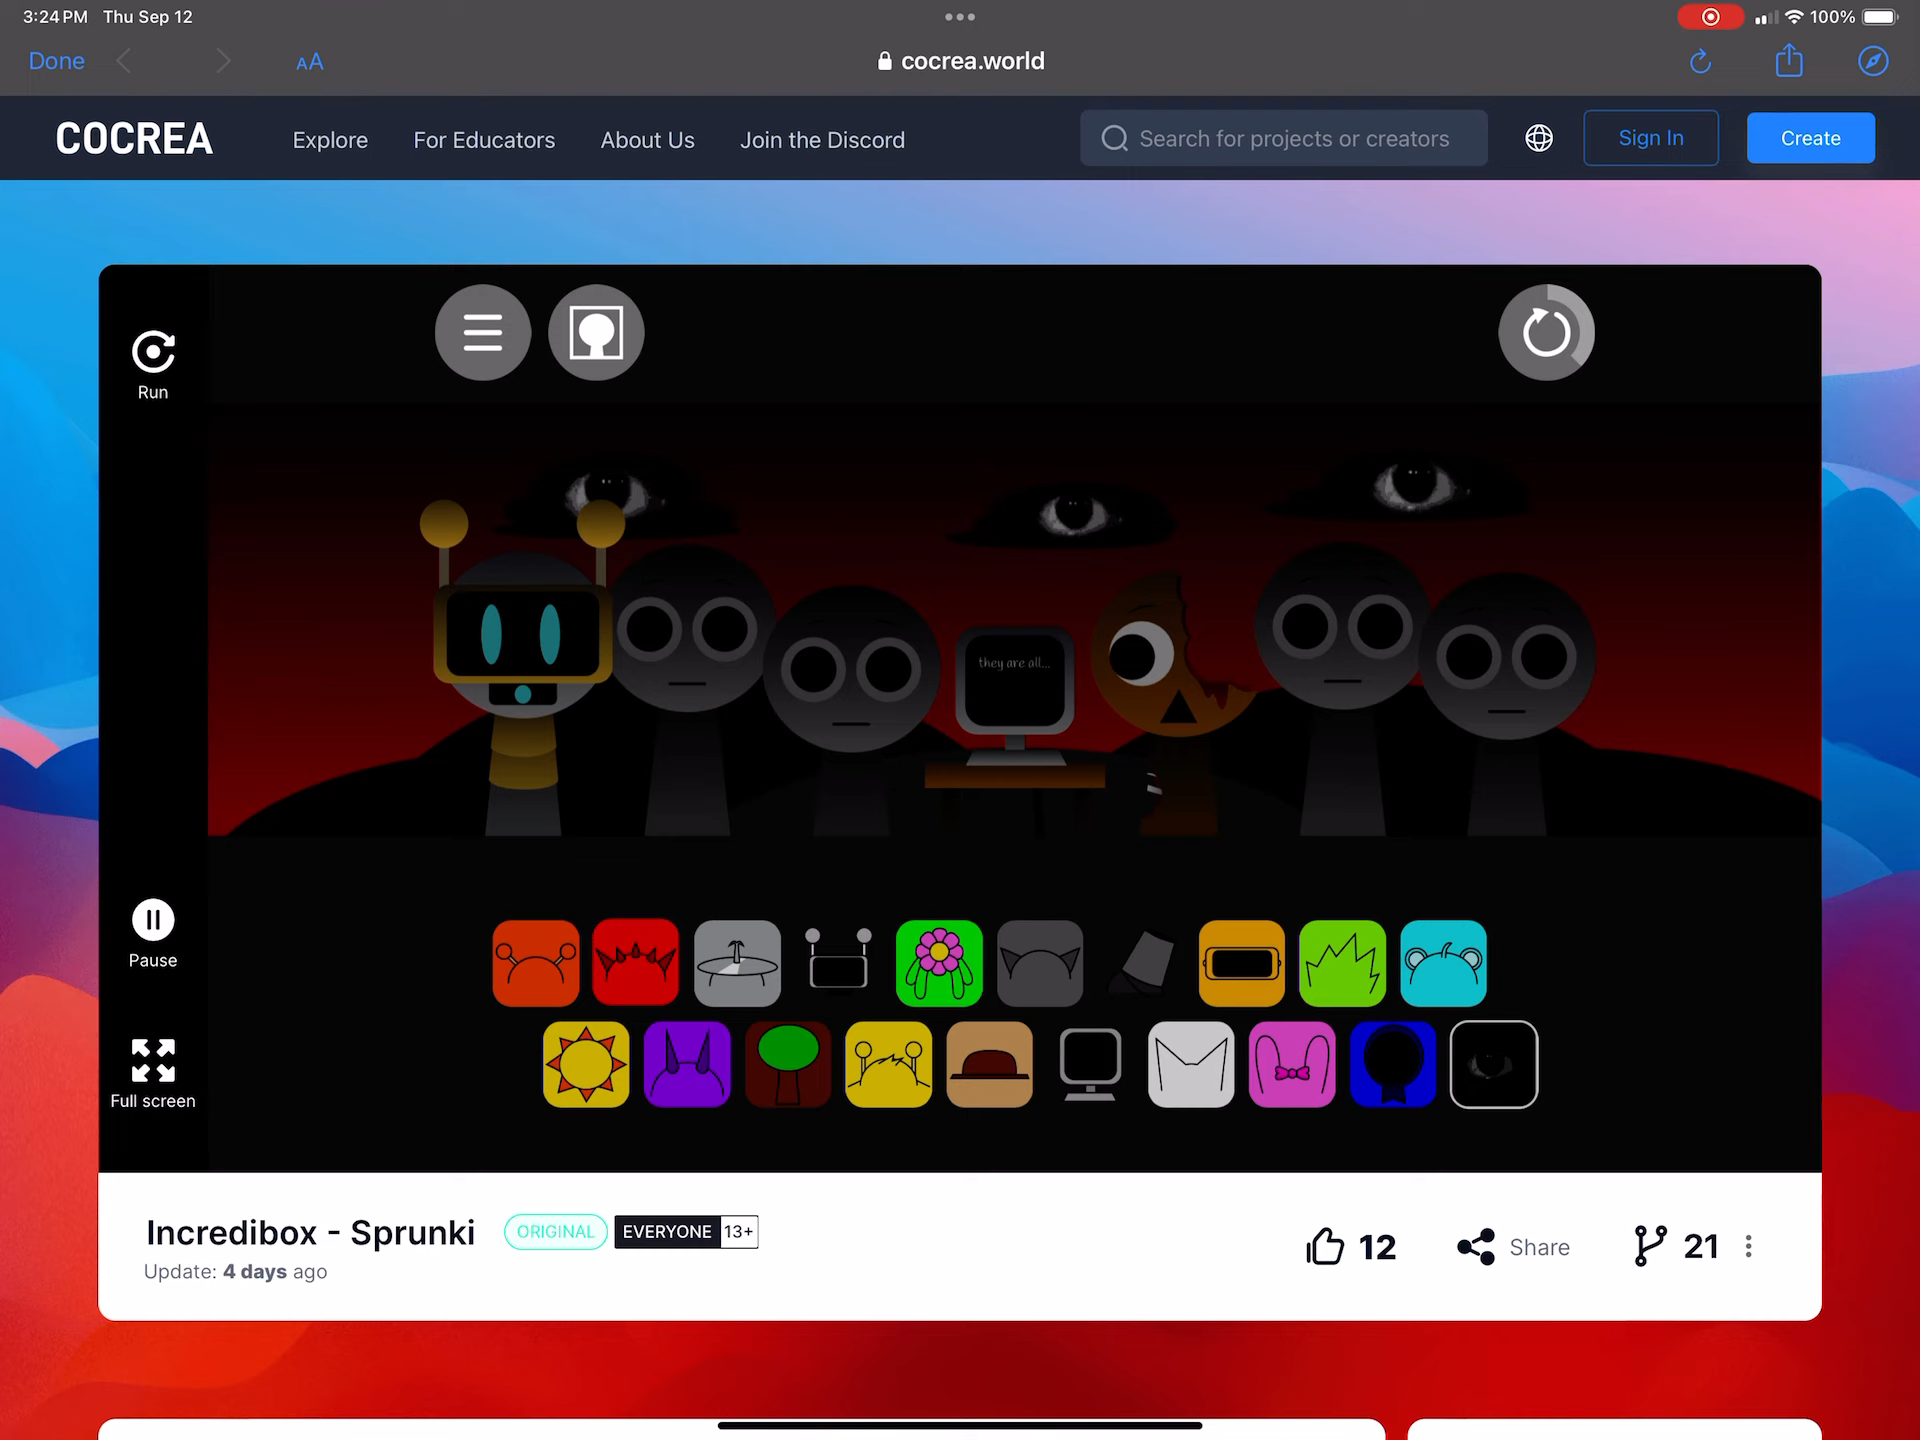 3:24 PM Thu Sep 12
100%
Done
AA
cocrea.world
COCREA
Explore
For Educators
About Us
Join the Discord
Search for projects or creators
Sign In
Create
Run
they are all...
Pause
Full screen
Incredibox - Sprunki
ORIGINAL
EVERYONE 13+
12
Share
21
Update: 4 days ago